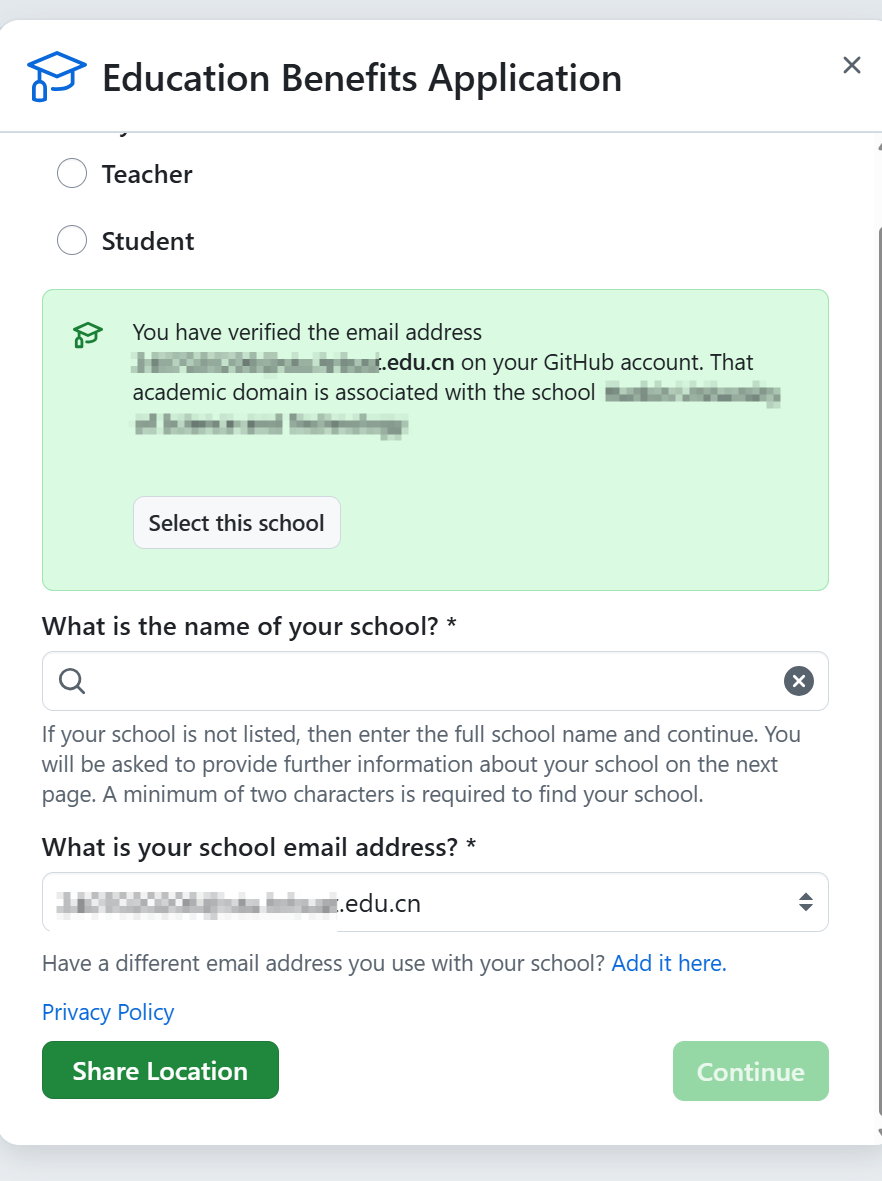 Education Benefits Application
Teacher
Student
You have verified the email address
.edu.cn on your GitHub account. That
academic domain is associated with the school
Select this school
What is the name of your school? *
If your school is not listed, then enter the full school name and continue. You
will be asked to provide further information about your school on the next
page. A minimum of two characters is required to find your school.
What is your school email address? *
.edu.cn
Have a different email address you use with your school? Add it here.
Privacy Policy
Share Location
Continue